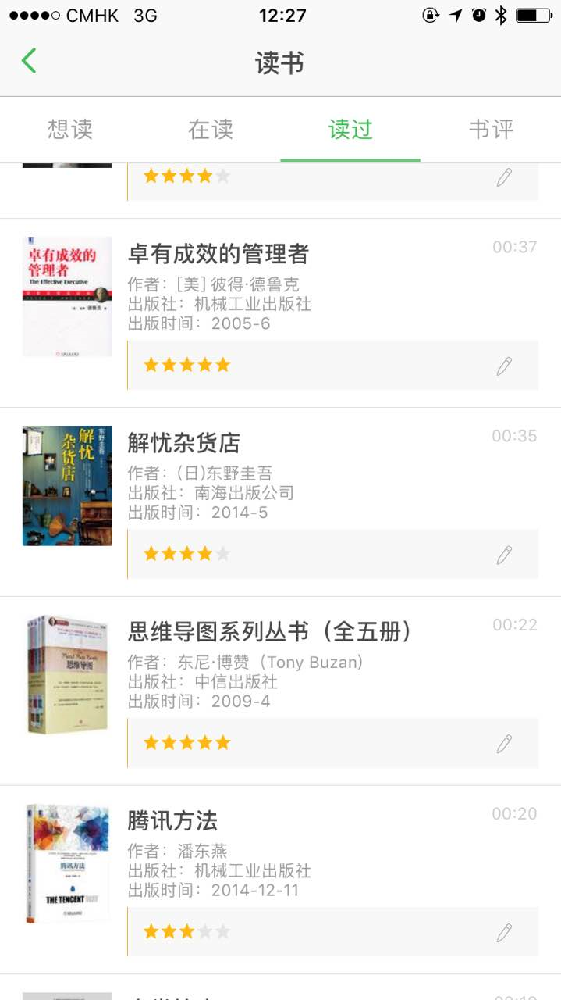 CMHK 3G 12:27
读书
想读 在读 读过 书评
卓有成效的管理者 00:37
作者：[美] 彼得·德鲁克
出版社：机械工业出版社
出版时间：2005-6
卓有成效的
管理者
The Effective Executive
解忧杂货店 00:35
作者：(日)东野圭吾
出版社：南海出版公司
出版时间：2014-5
东野圭吾
解忧
杂货店
思维导图系列丛书（全五册） 00:22
作者：东尼·博赞（Tony Buzan）
出版社：中信出版社
出版时间：2009-4
思维导图
腾讯方法 00:20
作者：潘东燕
出版社：机械工业出版社
出版时间：2014-12-11
腾讯方法
THE TENCENT WAY